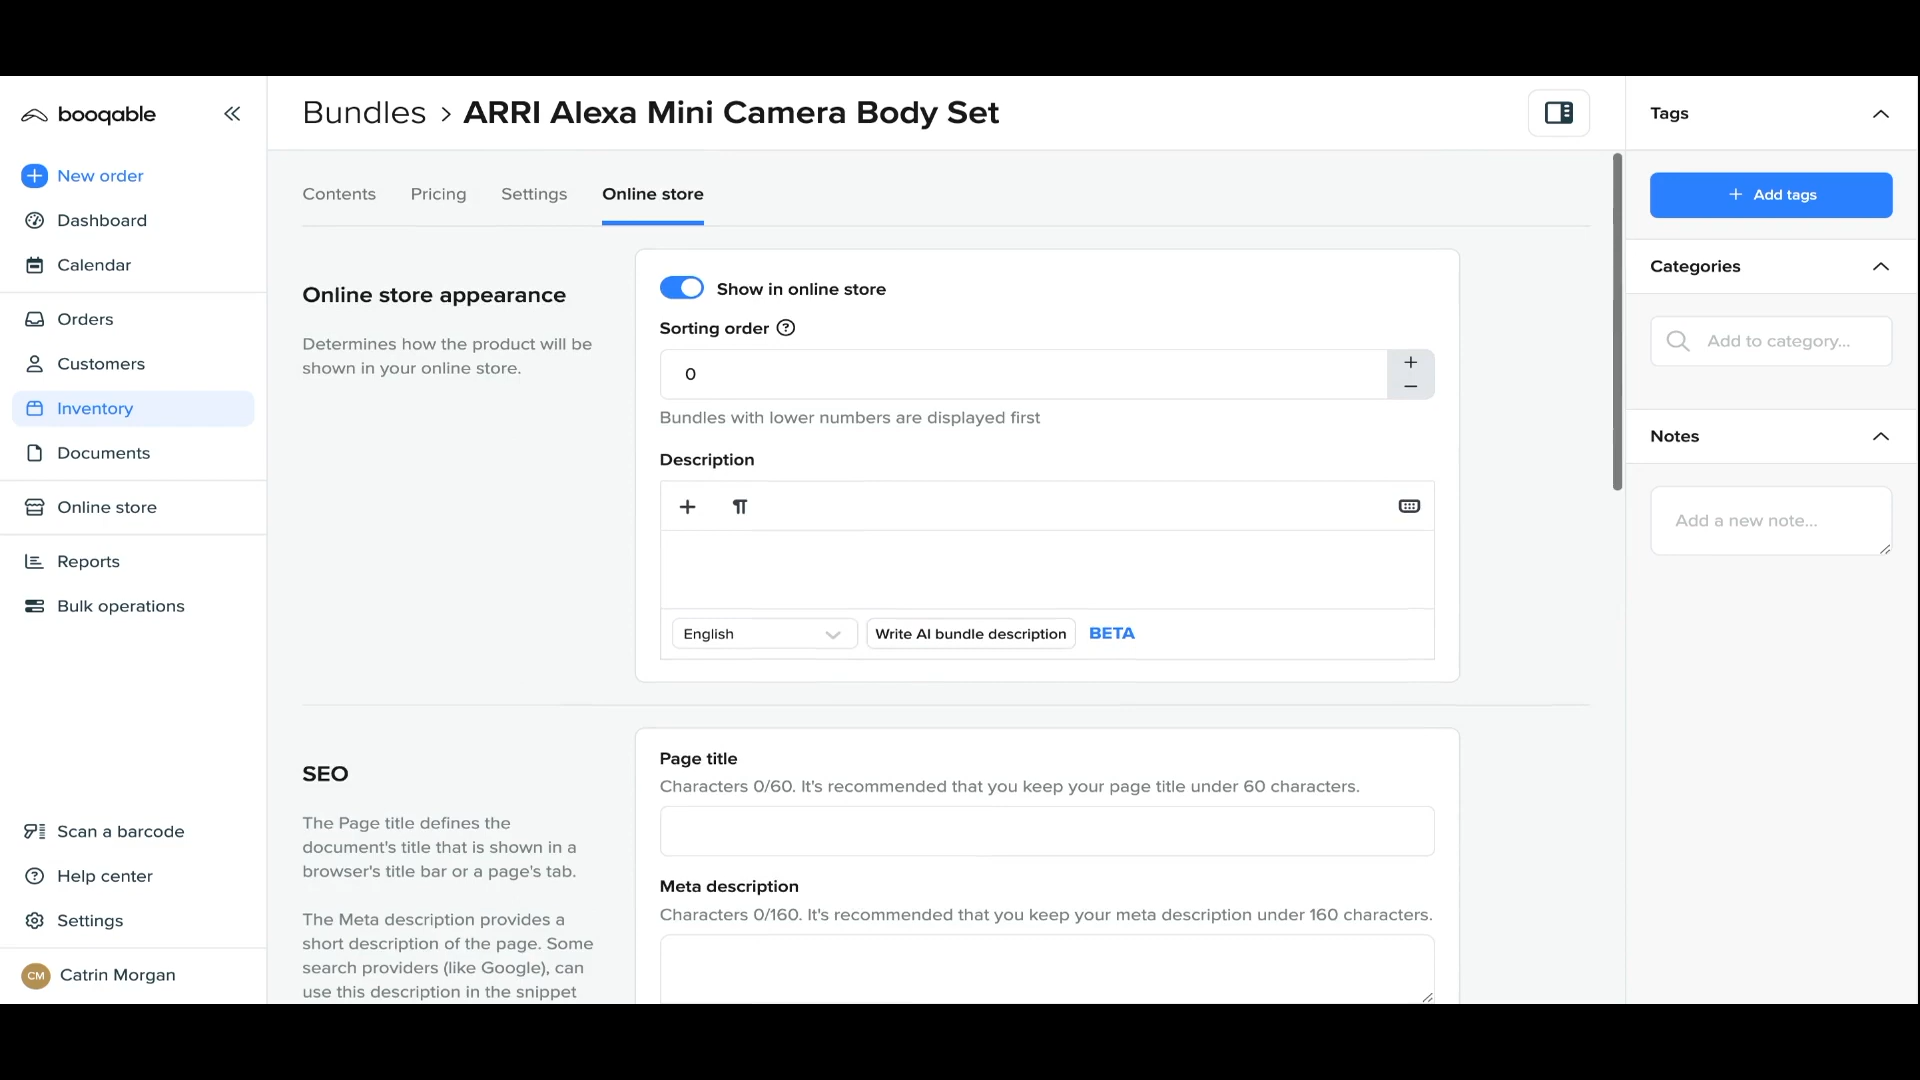 booqable
New order
Dashboard
Calendar
Orders
Customers
Inventory
Documents
Online store
Reports
Bulk operations
Scan a barcode
Help center
Settings
CM Catrin Morgan
Bundles > ARRI Alexa Mini Camera Body Set
Contents Pricing Settings Online store
Online store appearance
Determines how the product will be
shown in your online store.
Show in online store
Sorting order ?
0
+
−
Bundles with lower numbers are displayed first
Description
+ ¶
English Write AI bundle description BETA
SEO
The Page title defines the
document's title that is shown in a
browser's title bar or a page's tab.
The Meta description provides a
short description of the page. Some
search providers (like Google), can
use this description in the snippet
Page title
Characters 0/60. It's recommended that you keep your page title under 60 characters.
Meta description
Characters 0/160. It's recommended that you keep your meta description under 160 characters.
Tags
+ Add tags
Categories
Add to category...
Notes
Add a new note...